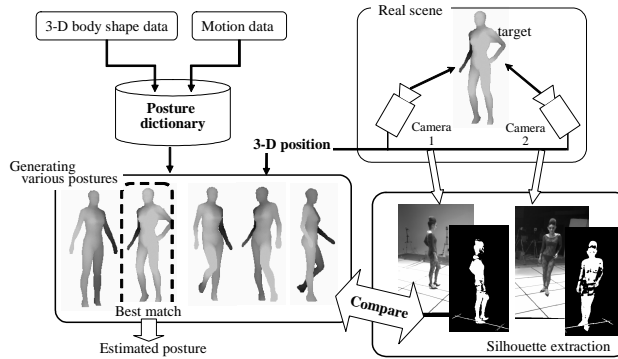 3-D body shape data
Motion data
Real scene
target
Posture
dictionary
Camera
1
Camera
2
3-D position
Generating
various postures
Best match
Compare
Estimated posture
Silhouette extraction